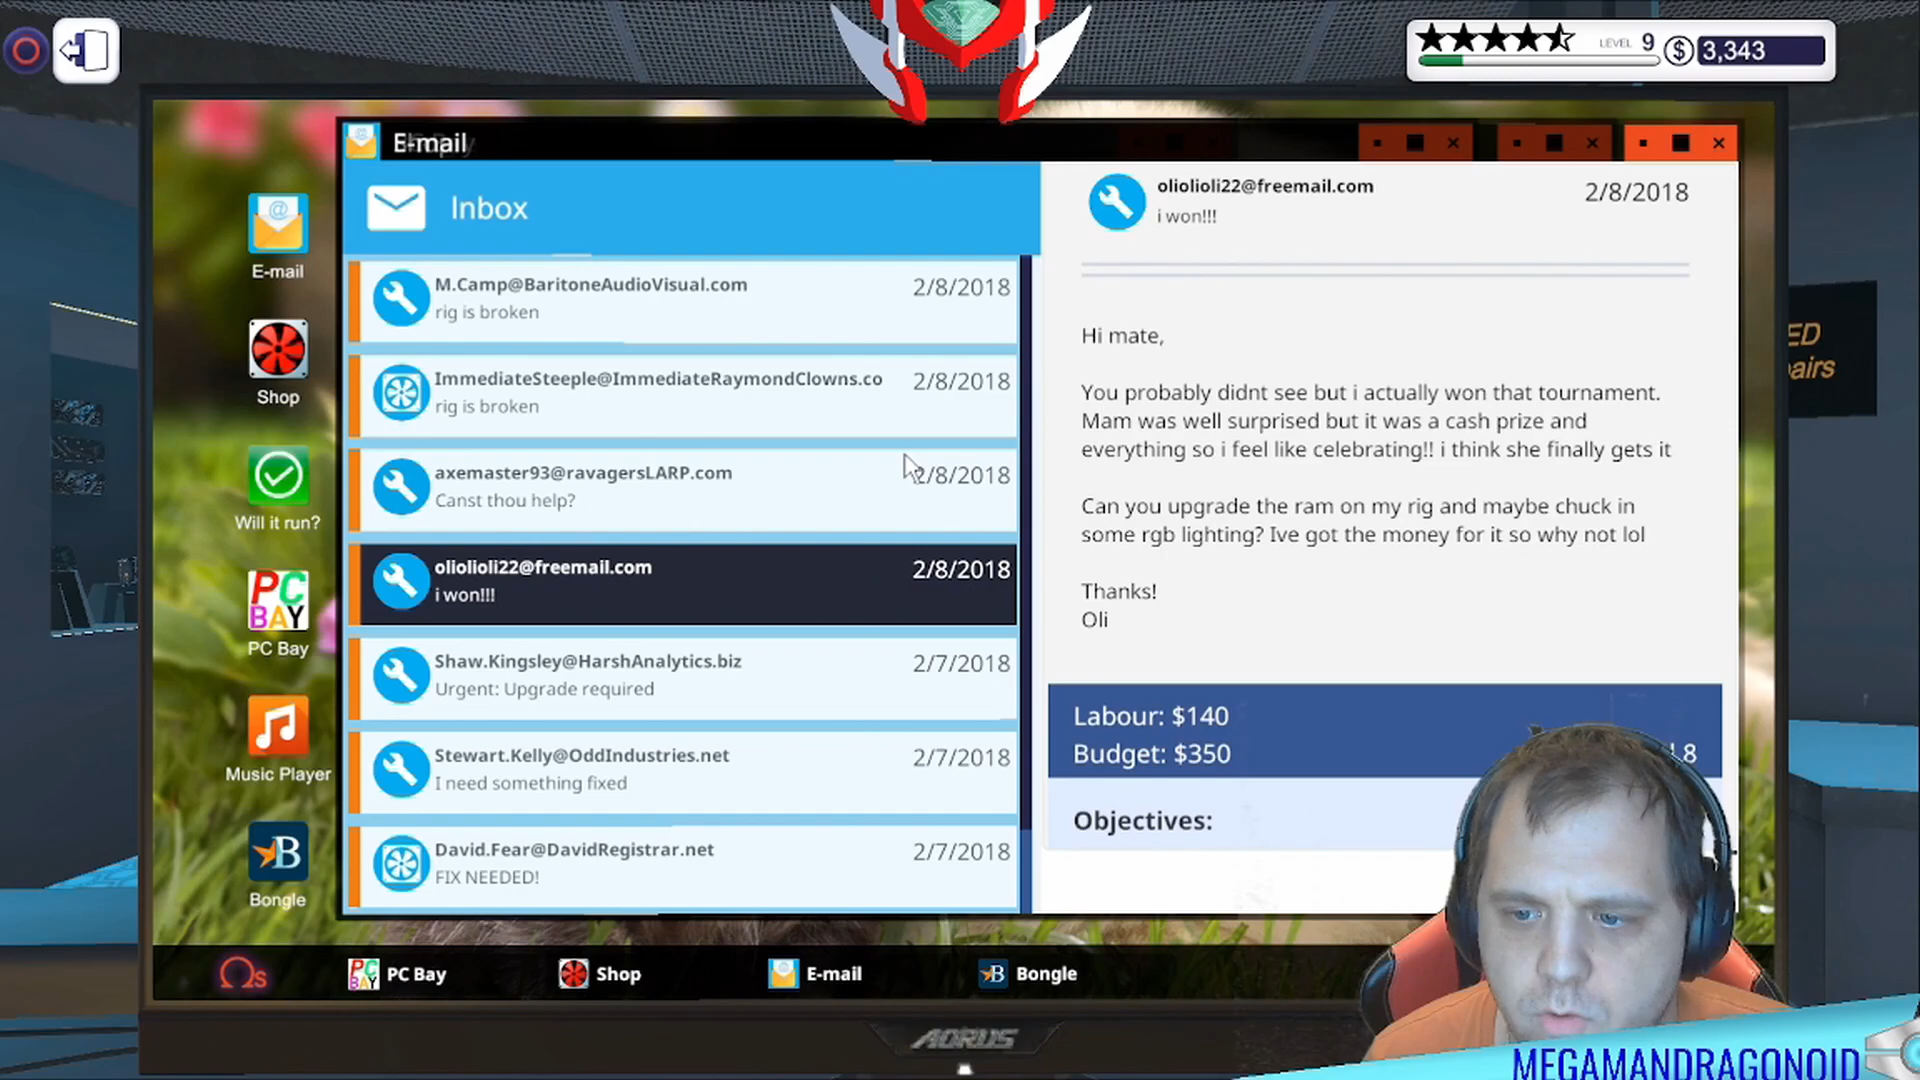 LEVEL 9
$ 3,343
E-mail
Inbox
M.Camp@BaritoneAudioVisual.com 2/8/2018
rig is broken
ImmediateSteeple@ImmediateRaymondClowns.co 2/8/2018
rig is broken
axemaster93@ravagersLARP.com 2/8/2018
Canst thou help?
oliolioli22@freemail.com 2/8/2018
i won!!!
Shaw.Kingsley@HarshAnalytics.biz 2/7/2018
Urgent: Upgrade required
Stewart.Kelly@OddIndustries.net 2/7/2018
I need something fixed
David.Fear@DavidRegistrar.net 2/7/2018
FIX NEEDED!
oliolioli22@freemail.com 2/8/2018
i won!!!
Hi mate,
You probably didnt see but i actually won that tournament.
Mam was well surprised but it was a cash prize and
everything so i feel like celebrating!! i think she finally gets it
Can you upgrade the ram on my rig and maybe chuck in
some rgb lighting? Ive got the money for it so why not lol
Thanks!
Oli
Labour: $140
Budget: $350
Objectives:
E-mail
Shop
Will it run?
PC
BAY
PC Bay
Music Player
B
Bongle
ED
airs
Ωs
PC
BAY
PC Bay
Shop
E-mail
B
Bongle
AORUS
MEGAMANDRAGONOID